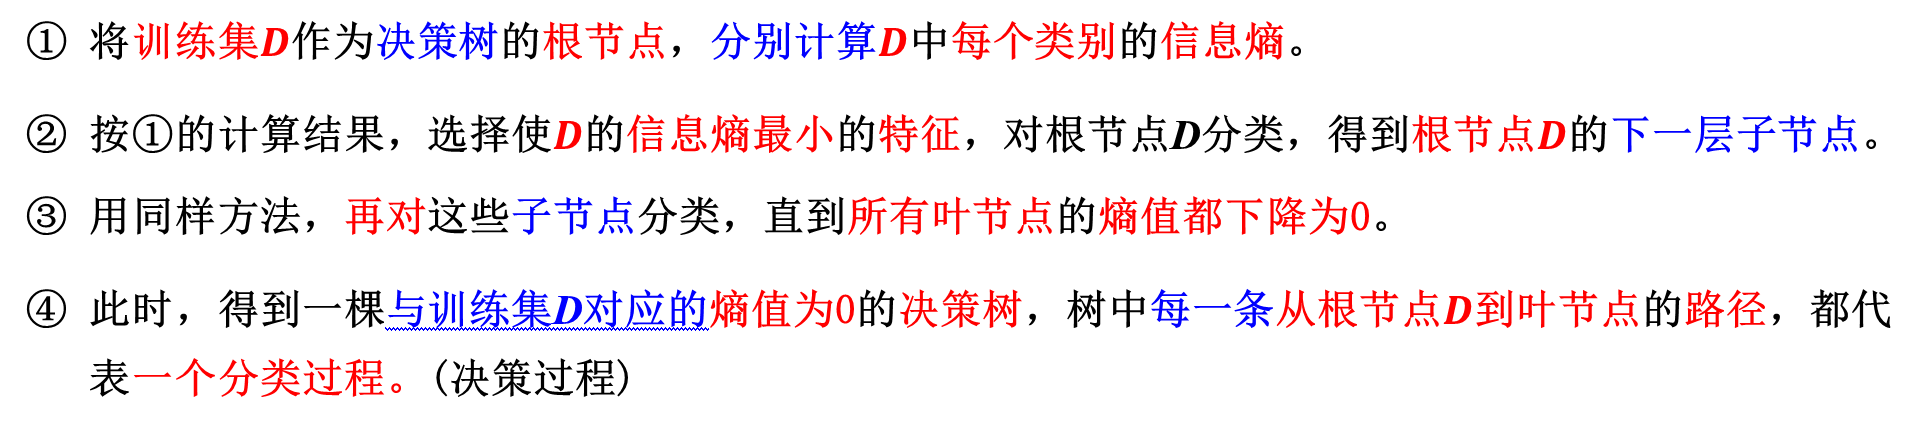 ① 将训练集D作为决策树的根节点，分别计算D中每个类别的信息熵。
② 按①的计算结果，选择使D的信息熵最小的特征，对根节点D分类，得到根节点D的下一层子节点。
③ 用同样方法，再对这些子节点分类，直到所有叶节点的熵值都下降为0。
④ 此时，得到一棵与训练集D对应的熵值为0的决策树，树中每一条从根节点D到叶节点的路径，都代
表一个分类过程。(决策过程)